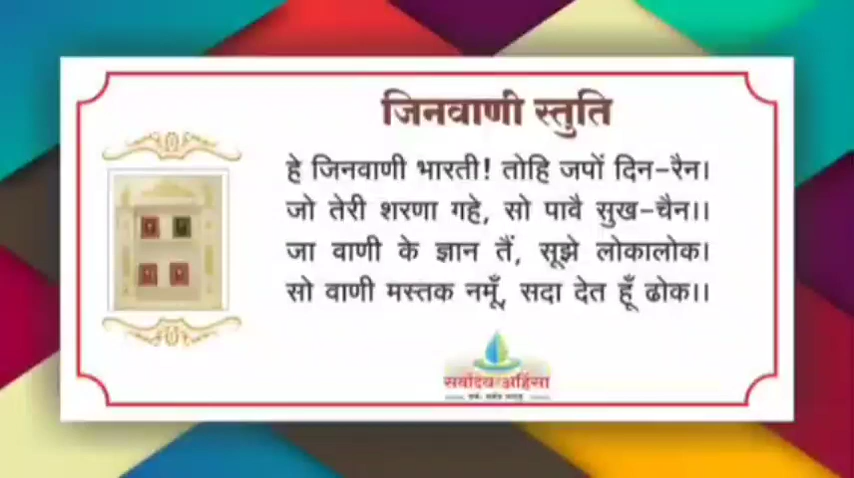 जिनवाणी स्तुति
हे जिनवाणी भारती! तोहि जपों दिन-रैन।
जो तेरी शरणा गहे, सो पावै सुख-चैन।।
जा वाणी के ज्ञान तैं, सूझे लोकालोक।
सो वाणी मस्तक नमूँ, सदा देत हूँ ढोक।।
सर्वोदय अहिंसा